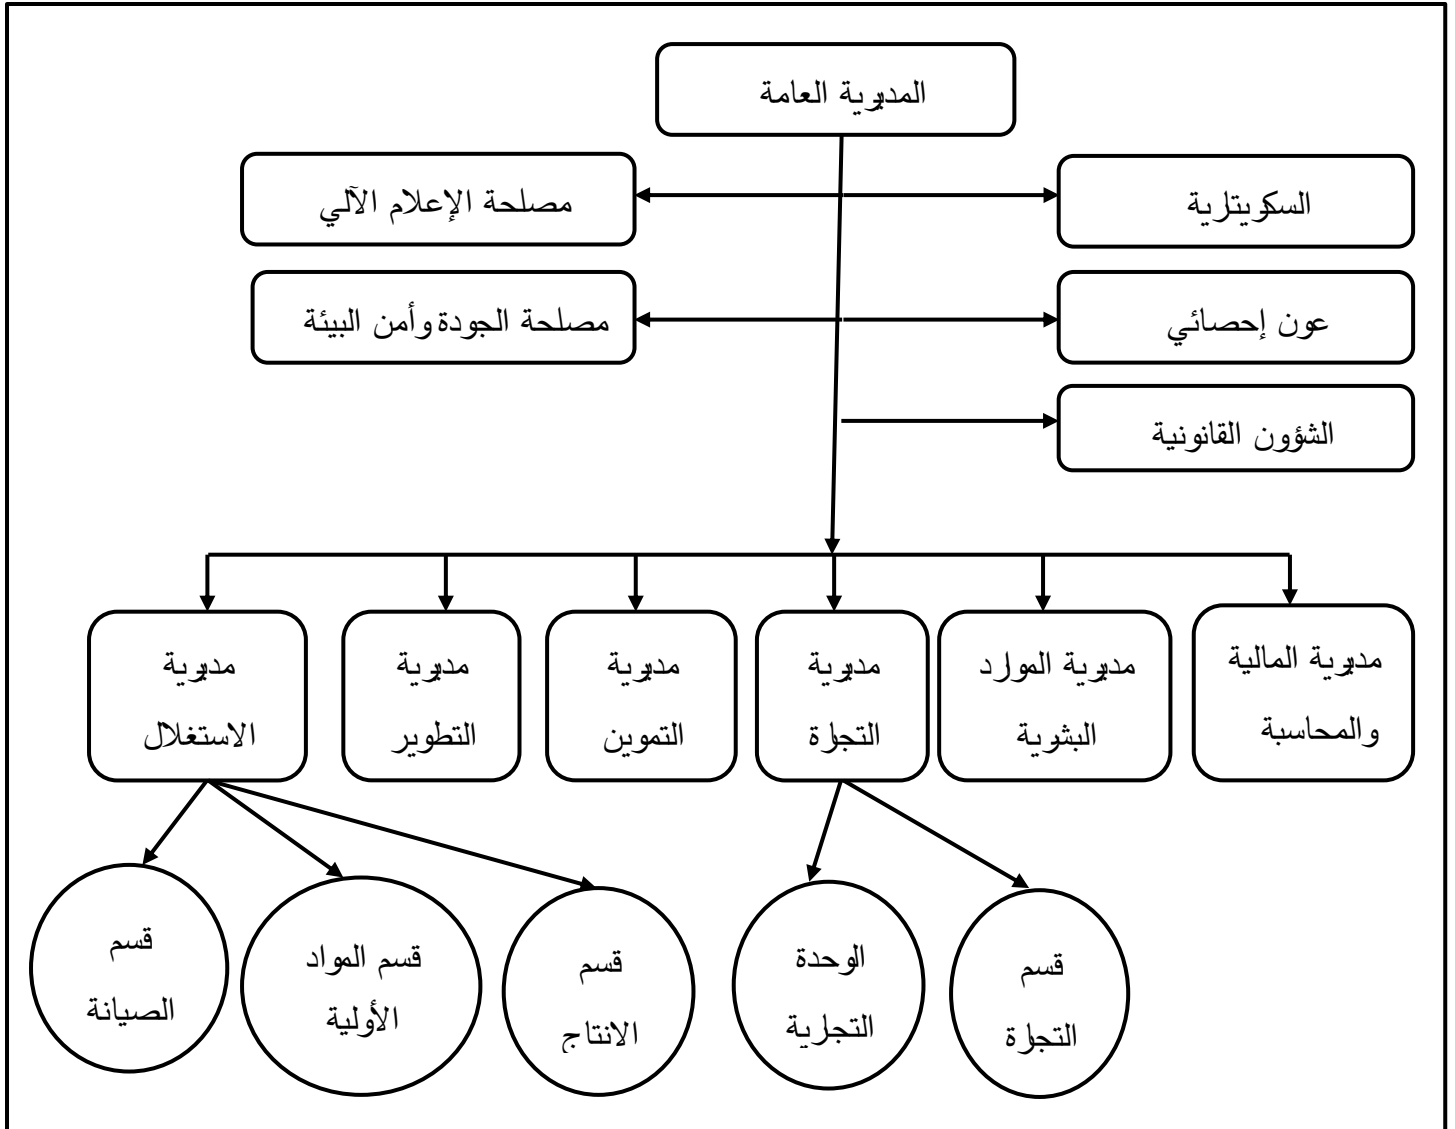 المديرية العامة
السكريتارية
مصلحة الإعلام الآلي
عون إحصائي
مصلحة الجودة وأمن البيئة
الشؤون القانونية
مديرية المالية
والمحاسبة
مديرية الموارد
البشرية
مديرية
التجارة
مديرية
التموين
مديرية
التطوير
مديرية
الاستغلال
قسم
التجارة
الوحدة
التجارية
قسم
الانتاج
قسم المواد
الأولية
قسم
الصيانة